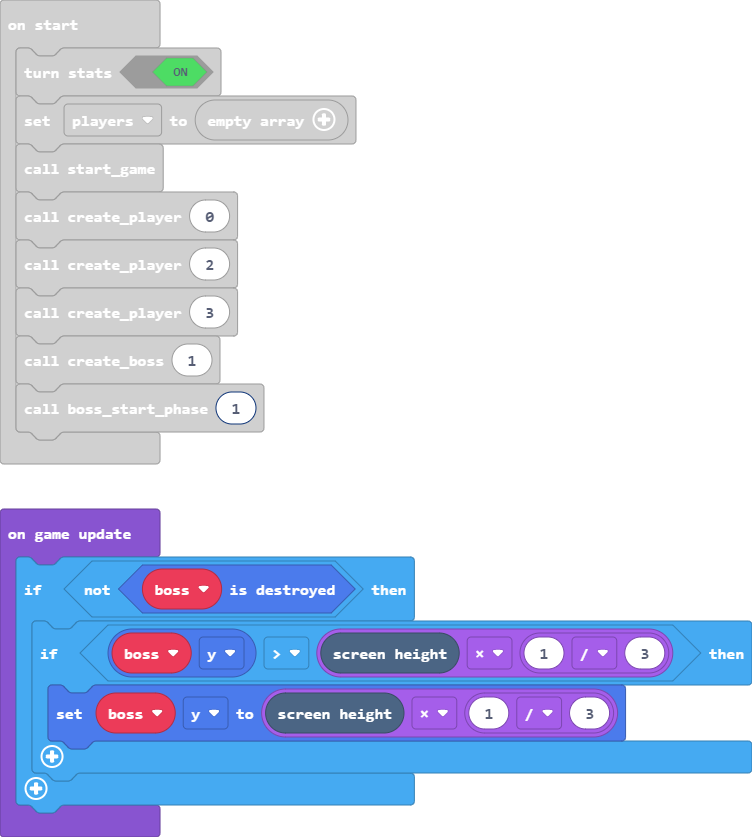 on start
turn stats ON
set players to empty array
call start_game
call create_player 0
call create_player 2
call create_player 3
call create_boss 1
call boss_start_phase 1
on game update
if not boss is destroyed then
if boss y > screen height × 1 / 3 then
set boss y to screen height × 1 / 3